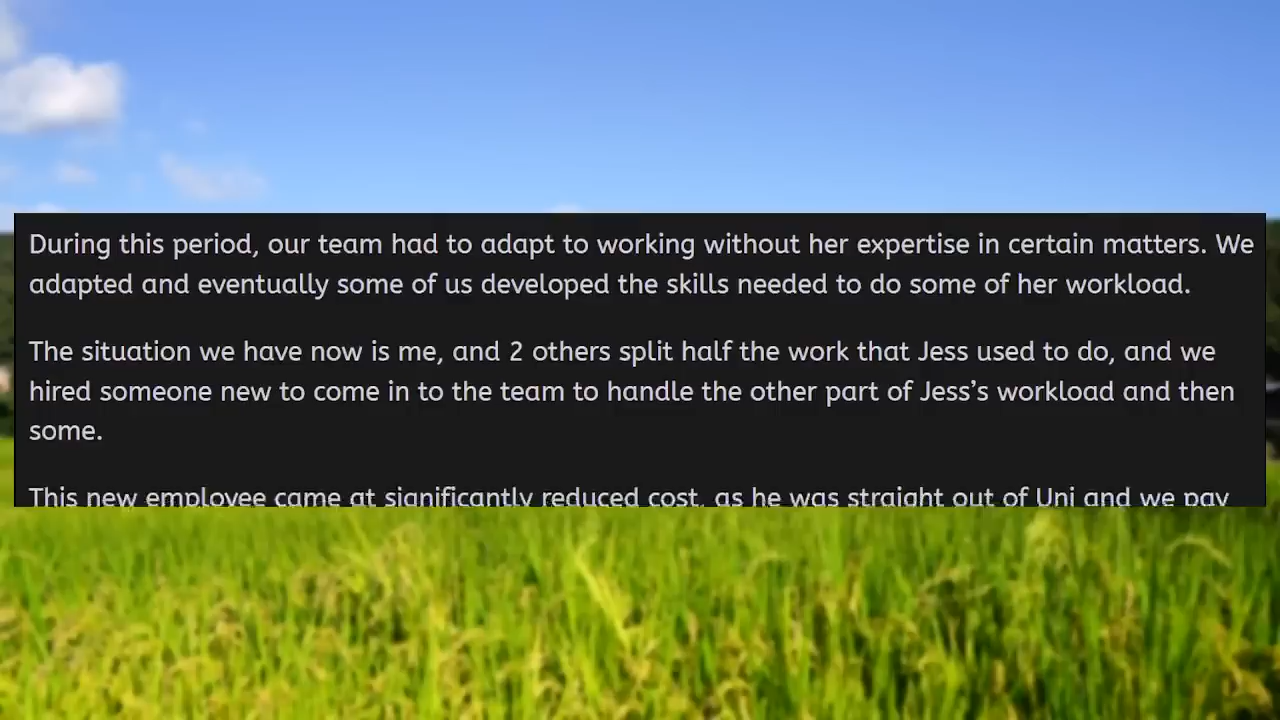 During this period, our team had to adapt to working without her expertise in certain matters. We
adapted and eventually some of us developed the skills needed to do some of her workload.
The situation we have now is me, and 2 others split half the work that Jess used to do, and we
hired someone new to come in to the team to handle the other part of Jess’s workload and then
some.
This new employee came at significantly reduced cost, as he was straight out of Uni and we pay